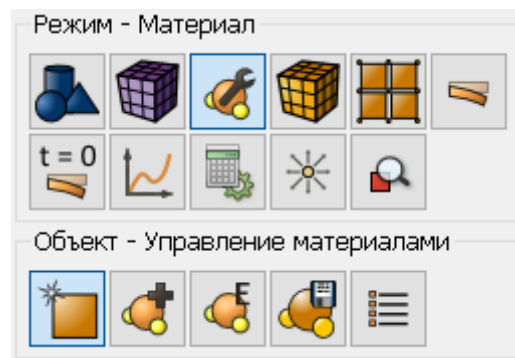 Режим - Материал
t = 0
Объект - Управление материалами
E